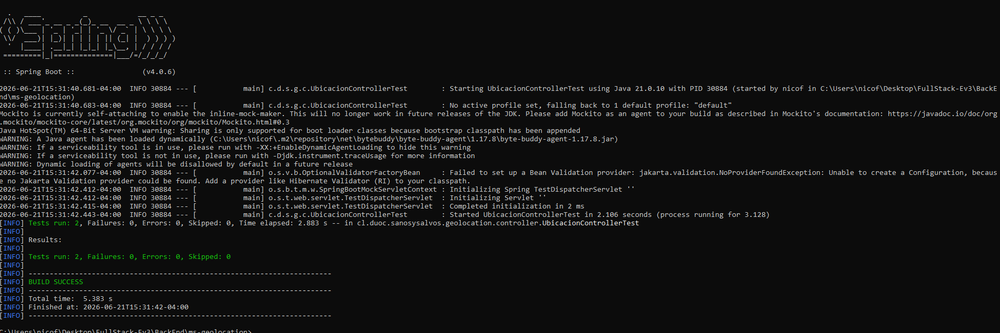 .   ____          _            __ _ _
 /\\ / ___'_ __ _ _(_)_ __  __ _ \ \ \ \
( ( )\___ | '_ | '_| | '_ \/ _` | \ \ \ \
 \\/  ___)| |_)| | | | | || (_| |  ) ) ) )
  '  |____| .__|_| |_|_| |_\__, | / / / /
 =========|_|==============|___/=/_/_/_/
 :: Spring Boot ::                (v4.0.6)
2026-06-21T15:31:40.681-04:00  INFO 30884 --- [           main] c.d.s.g.c.UbicacionControllerTest        : Starting UbicacionControllerTest using Java 21.0.10 with PID 30884 (started by nicof in C:\Users\nicof\Desktop\FullStack-Ev3\BackE
nd\ms-geolocation)
2026-06-21T15:31:40.683-04:00  INFO 30884 --- [           main] c.d.s.g.c.UbicacionControllerTest        : No active profile set, falling back to 1 default profile: "default"
Mockito is currently self-attaching to enable the inline-mock-maker. This will no longer work in future releases of the JDK. Please add Mockito as an agent to your build as described in Mockito's documentation: https://javadoc.io/doc/org
.mockito/mockito-core/latest/org.mockito/org/mockito/Mockito.html#0.3
Java HotSpot(TM) 64-Bit Server VM warning: Sharing is only supported for boot loader classes because bootstrap classpath has been appended
WARNING: A Java agent has been loaded dynamically (C:\Users\nicof\.m2\repository\net\bytebuddy\byte-buddy-agent\1.17.8\byte-buddy-agent-1.17.8.jar)
WARNING: If a serviceability tool is in use, please run with -XX:+EnableDynamicAgentLoading to hide this warning
WARNING: If a serviceability tool is not in use, please run with -Djdk.instrument.traceUsage for more information
WARNING: Dynamic loading of agents will be disallowed by default in a future release
2026-06-21T15:31:42.077-04:00  INFO 30884 --- [           main] o.s.v.b.OptionalValidatorFactoryBean     : Failed to set up a Bean Validation provider: jakarta.validation.NoProviderFoundException: Unable to create a Configuration, becaus
e no Jakarta Validation provider could be found. Add a provider like Hibernate Validator (RI) to your classpath.
2026-06-21T15:31:42.412-04:00  INFO 30884 --- [           main] o.s.b.t.m.w.SpringBootMockServletContext : Initializing Spring TestDispatcherServlet ''
2026-06-21T15:31:42.412-04:00  INFO 30884 --- [           main] o.s.t.web.servlet.TestDispatcherServlet  : Initializing Servlet ''
2026-06-21T15:31:42.415-04:00  INFO 30884 --- [           main] o.s.t.web.servlet.TestDispatcherServlet  : Completed initialization in 2 ms
2026-06-21T15:31:42.443-04:00  INFO 30884 --- [           main] c.d.s.g.c.UbicacionControllerTest        : Started UbicacionControllerTest in 2.106 seconds (process running for 3.128)
[INFO] Tests run: 2, Failures: 0, Errors: 0, Skipped: 0, Time elapsed: 2.883 s -- in cl.duoc.sanosysalvos.geolocation.controller.UbicacionControllerTest
[INFO]
[INFO] Results:
[INFO]
[INFO] Tests run: 2, Failures: 0, Errors: 0, Skipped: 0
[INFO]
[INFO] ------------------------------------------------------------------------
[INFO] BUILD SUCCESS
[INFO] ------------------------------------------------------------------------
[INFO] Total time:  5.383 s
[INFO] Finished at: 2026-06-21T15:31:42-04:00
[INFO] ------------------------------------------------------------------------
C:\Users\nicof\Desktop\FullStack-Ev3\BackEnd\ms-geolocation>